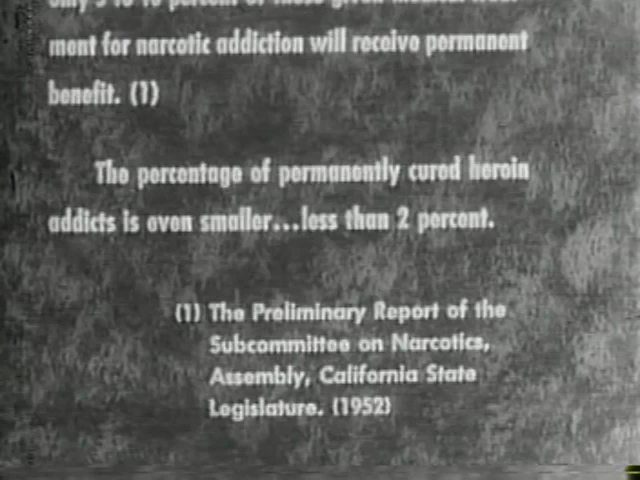 ment for narcotic addiction will receive permanent
benefit. (1)
The percentage of permanently cured heroin
addicts is even smaller...less than 2 percent.
(1) The Preliminary Report of the
Subcommittee on Narcotics,
Assembly, California State
Legislature. (1952)